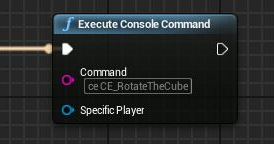 f Execute Console Command
Command
ce CE_RotateTheCube
Specific Player